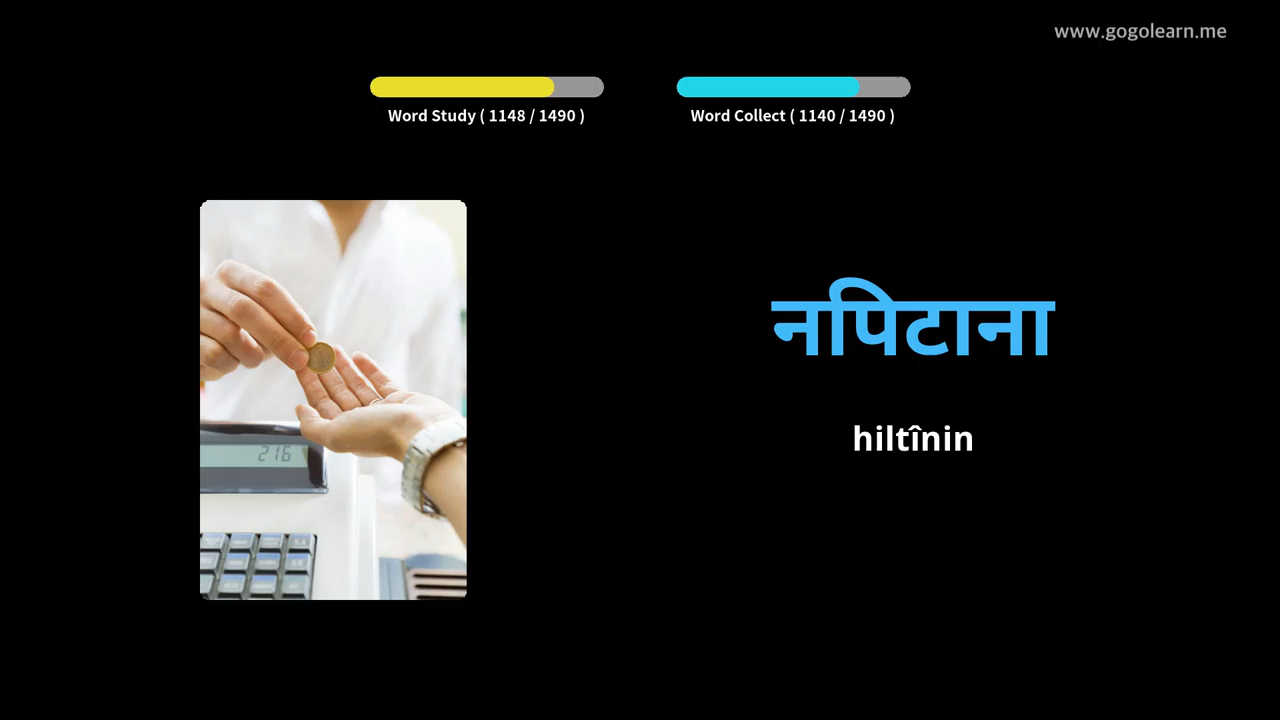 www.gogolearn.me
Word Study ( 1148 / 1490 )
Word Collect ( 1140 / 1490 )
216
नपिटाना
hiltînin